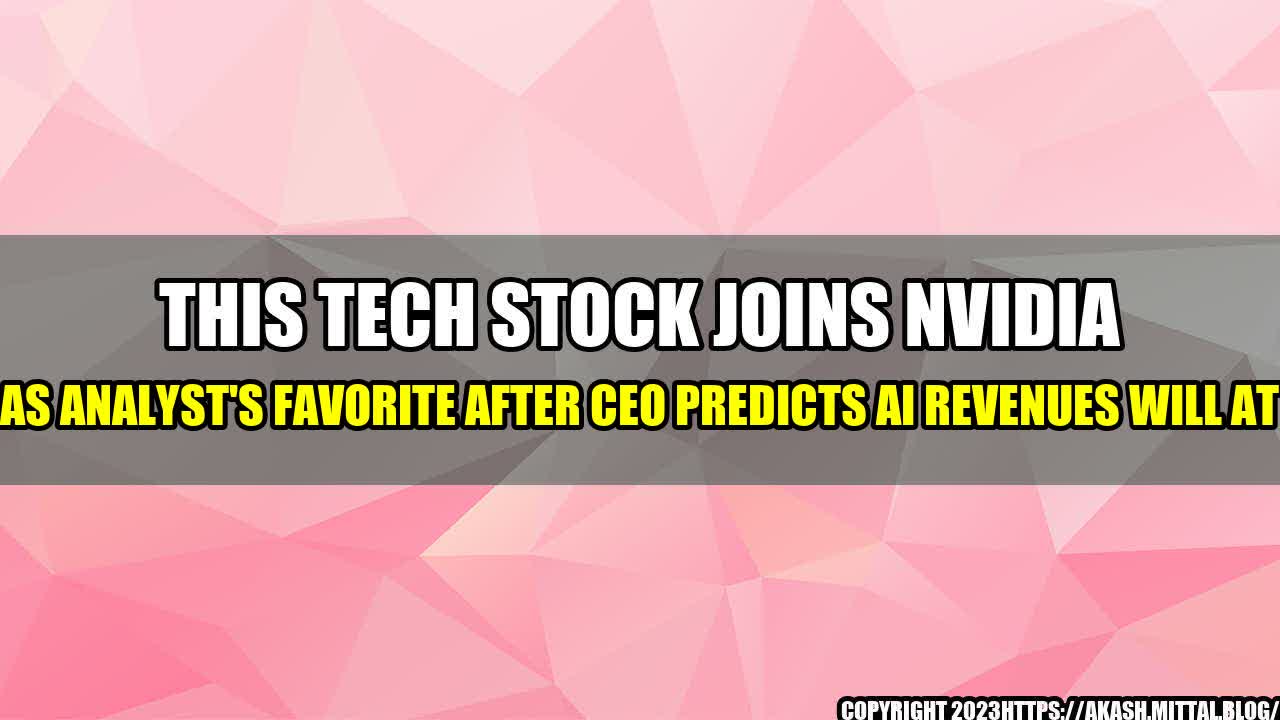 THIS TECH STOCK JOINS NVIDIA
AS ANALYST'S FAVORITE AFTER CEO PREDICTS AI REVENUES WILL AT
COPYRIGHT 2023HTTPS://AKASH.MITTAL.BLOG/